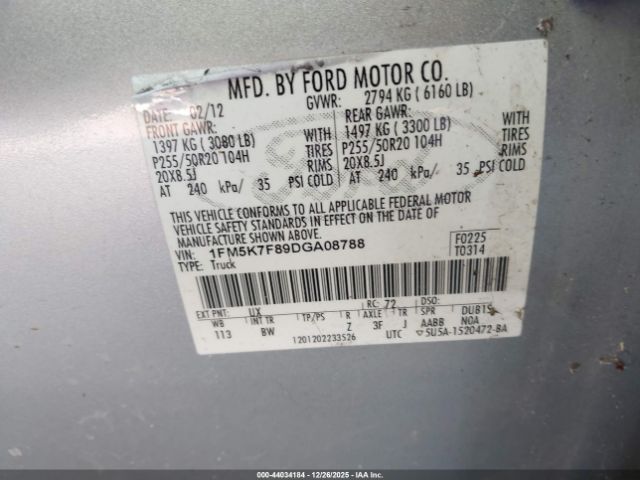 MFD. BY FORD MOTOR CO.
DATE: 02/12 GVWR: 2794 KG ( 6160 LB)
FRONT GAWR: REAR GAWR:
1397 KG ( 3080 LB) WITH 1497 KG ( 3300 LB) WITH
P255/50R20 104H TIRES P255/50R20 104H TIRES
20X8.5J RIMS 20X8.5J RIMS
AT 240 kPa/ 35 PSI COLD AT 240 kPa/ 35 PSI COLD
THIS VEHICLE CONFORMS TO ALL APPLICABLE FEDERAL MOTOR
VEHICLE SAFETY STANDARDS IN EFFECT ON THE DATE OF
MANUFACTURE SHOWN ABOVE.
VIN: 1FM5K7F89DGA08788 F0225
TYPE: Truck T0314
EXT PNT: UX RC: 72 DSO:
WB INT TR TP/PS R AXLE TR SPR DUB15
113 BW Z 3F J AABB NOA
1201202233526 UTC 5U5A-1520472-BA
000-44034184 - 12/26/2025 - IAA Inc.